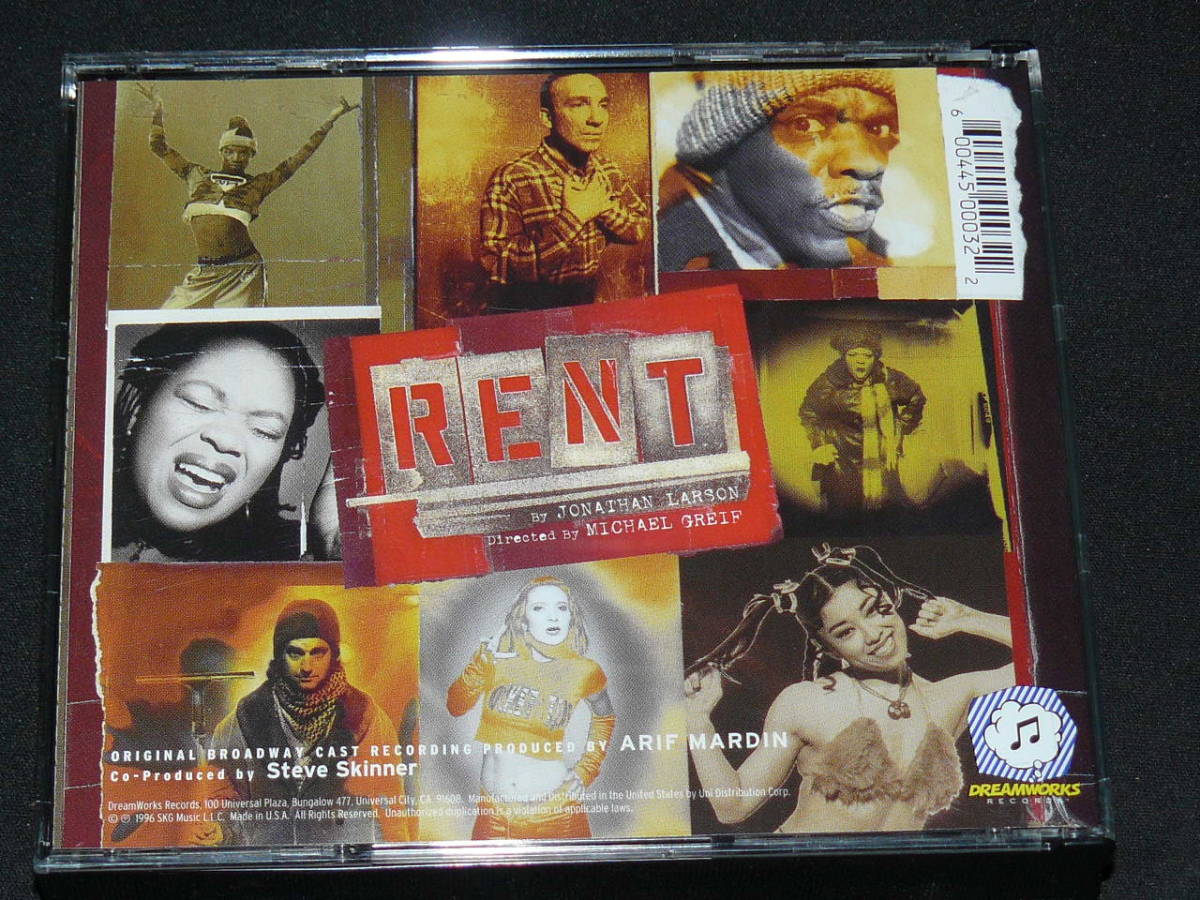 6 00445 00032 2
RENT
By JONATHAN LARSON
Directed By MICHAEL GREIF
ORIGINAL BROADWAY CAST RECORDING PRODUCED BY ARIF MARDIN
Co-Produced by Steve Skinner
DreamWorks Records, 100 Universal Plaza, Bungalow 477, Universal City, CA 91608. Manufactured and Distributed in the United States by Uni Distribution Corp.
© ℗ 1996 SKG Music L.L.C. Made in U.S.A. All Rights Reserved. Unauthorized duplication is a violation of applicable laws.
DREAMWORKS
RECORDS